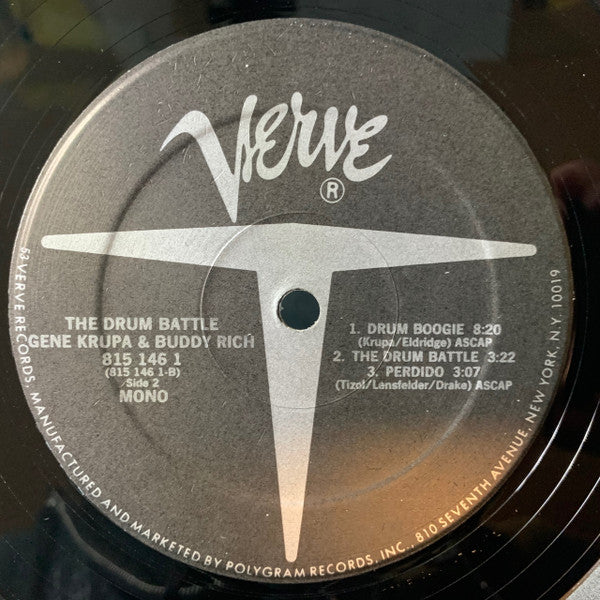 VERVE
®
THE DRUM BATTLE
GENE KRUPA & BUDDY RICH
815 146 1
(815 146 1-B)
Side 2
MONO
1. DRUM BOOGIE 8:20
(Krupa/Eldridge) ASCAP
2. THE DRUM BATTLE 3:22
3. PERDIDO 3:07
(Tizol/Lensfelder/Drake) ASCAP
83 VERVE RECORDS. MANUFACTURED AND MARKETED BY POLYGRAM RECORDS, INC., 810 SEVENTH AVENUE, NEW YORK, N.Y. 10019